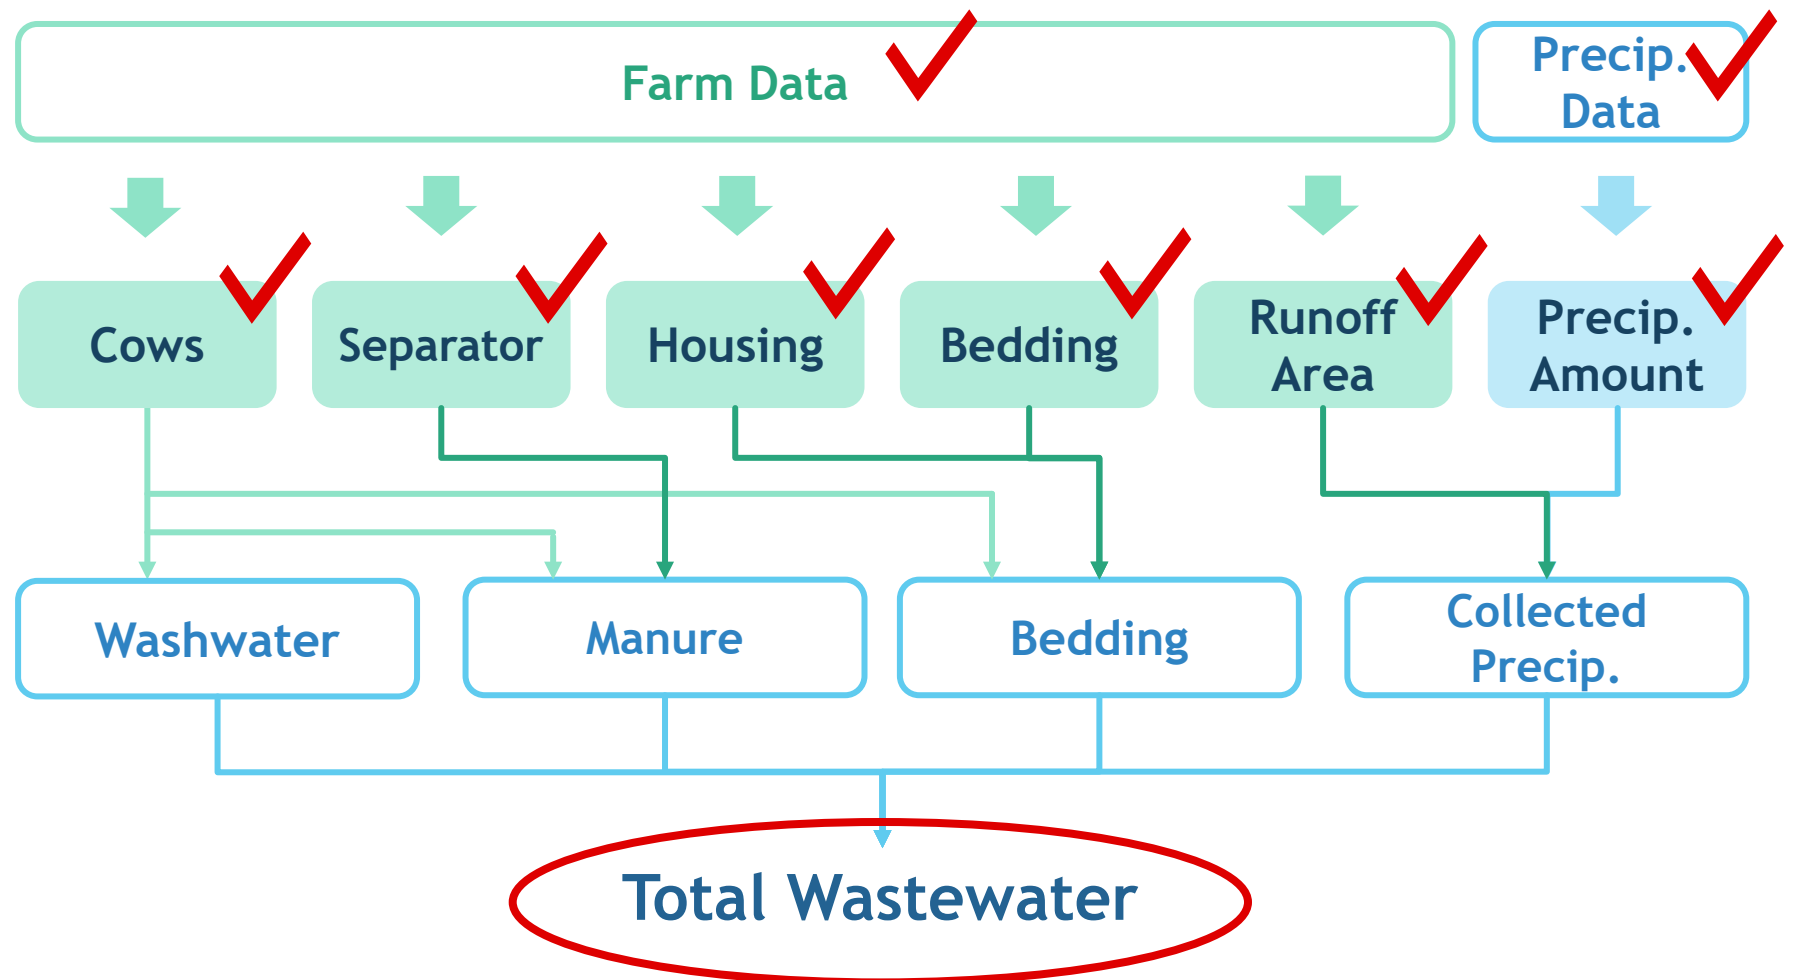 Farm Data
Precip.
Data
Cows
Separator
Housing
Bedding
Runoff
Area
Precip.
Amount
Washwater
Manure
Bedding
Collected
Precip.
Total Wastewater